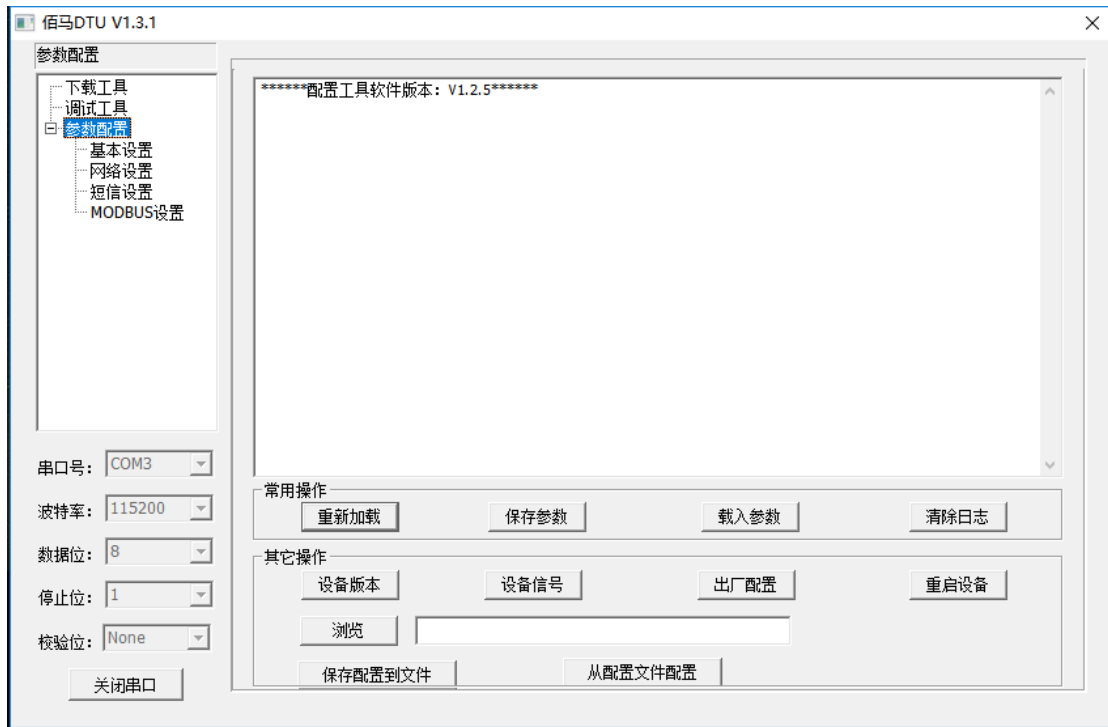 佰马DTU V1.3.1
参数配置
下载工具
调试工具
参数配置
基本设置
网络设置
短信设置
MODBUS设置
串口号： COM3
波特率： 115200
数据位： 8
停止位： 1
校验位： None
关闭串口
******配置工具软件版本：V1.2.5******
常用操作
重新加载 保存参数 载入参数 清除日志
其它操作
设备版本 设备信号 出厂配置 重启设备
浏览
保存配置到文件 从配置文件配置